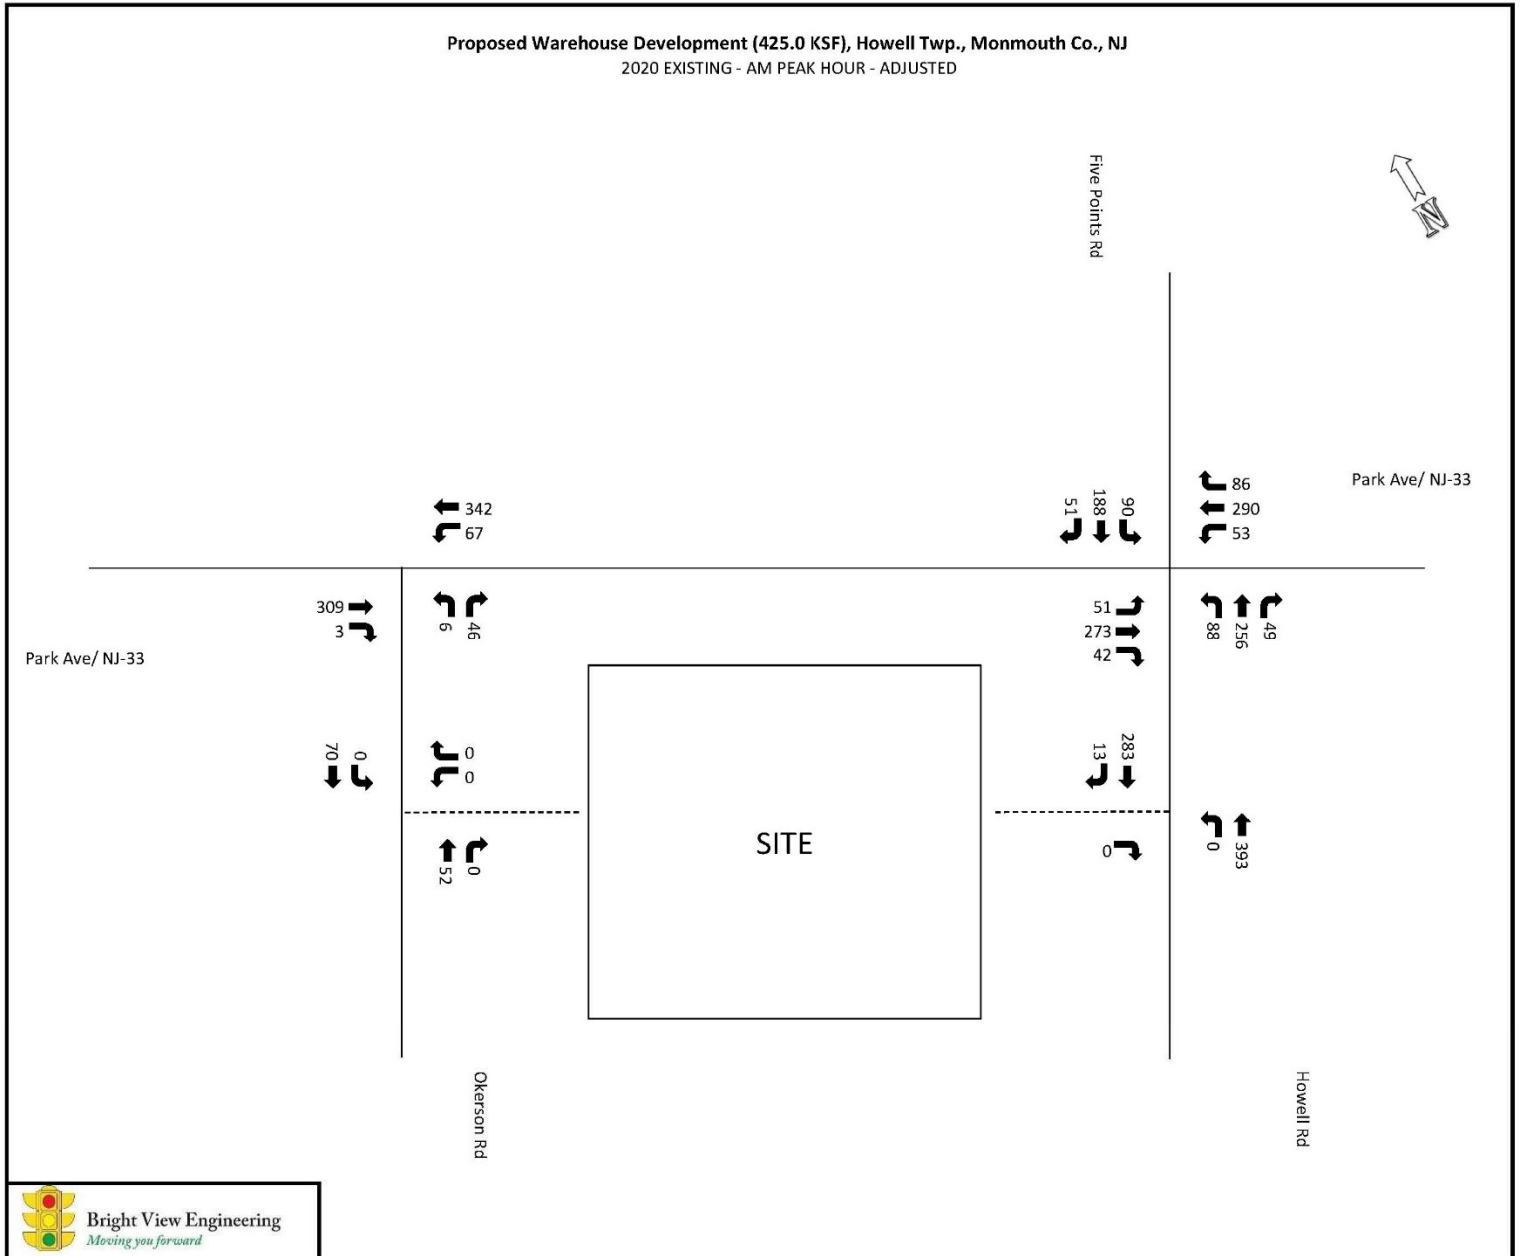 Proposed Warehouse Development (425.0 KSF), Howell Twp., Monmouth Co., NJ
2020 EXISTING - AM PEAK HOUR - ADJUSTED
Five Points Rd
N
Park Ave/ NJ-33
86
290
53
51
188
90
342
67
309
3
6
46
51
273
42
88
256
49
Park Ave/ NJ-33
70
0
0
0
13
283
52
0
SITE
0
0
393
Okerson Rd
Howell Rd
Bright View Engineering
Moving you forward